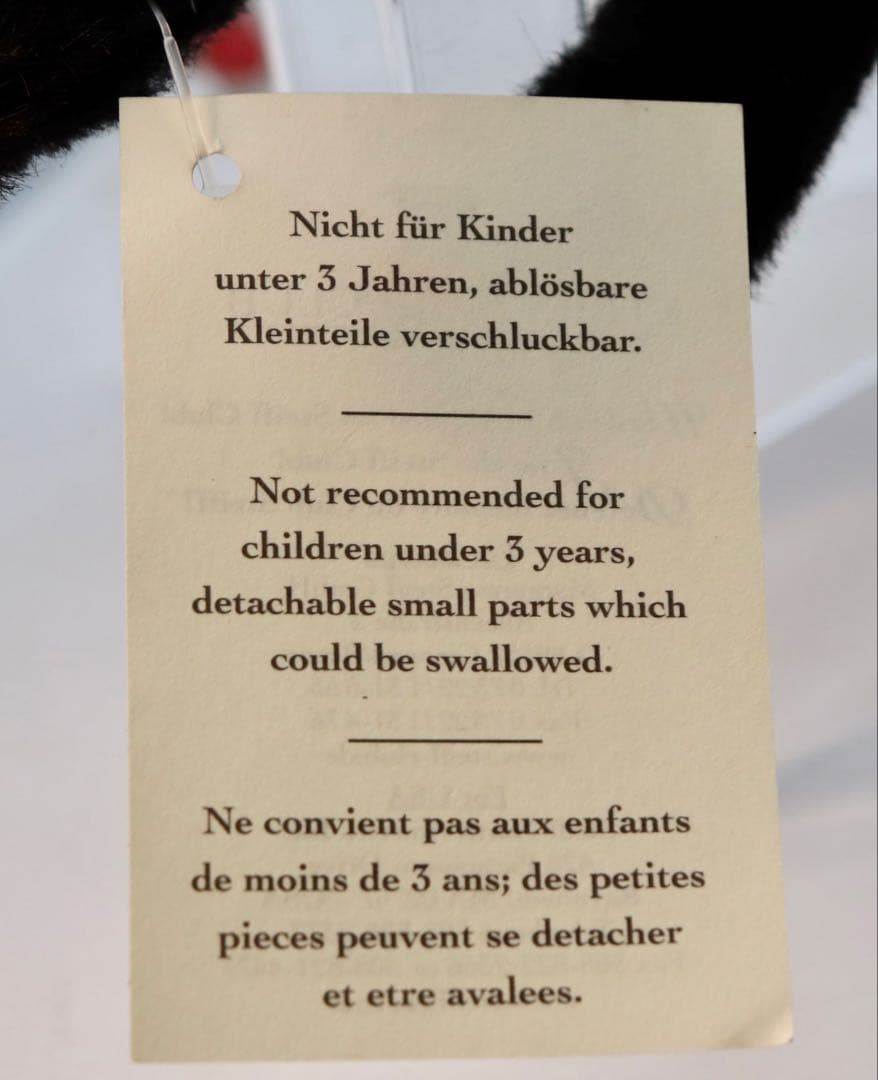 Nicht für Kinder
unter 3 Jahren, ablösbare
Kleinteile verschluckbar.
Not recommended for
children under 3 years,
detachable small parts which
could be swallowed.
Ne convient pas aux enfants
de moins de 3 ans; des petites
pieces peuvent se detacher
et etre avalees.